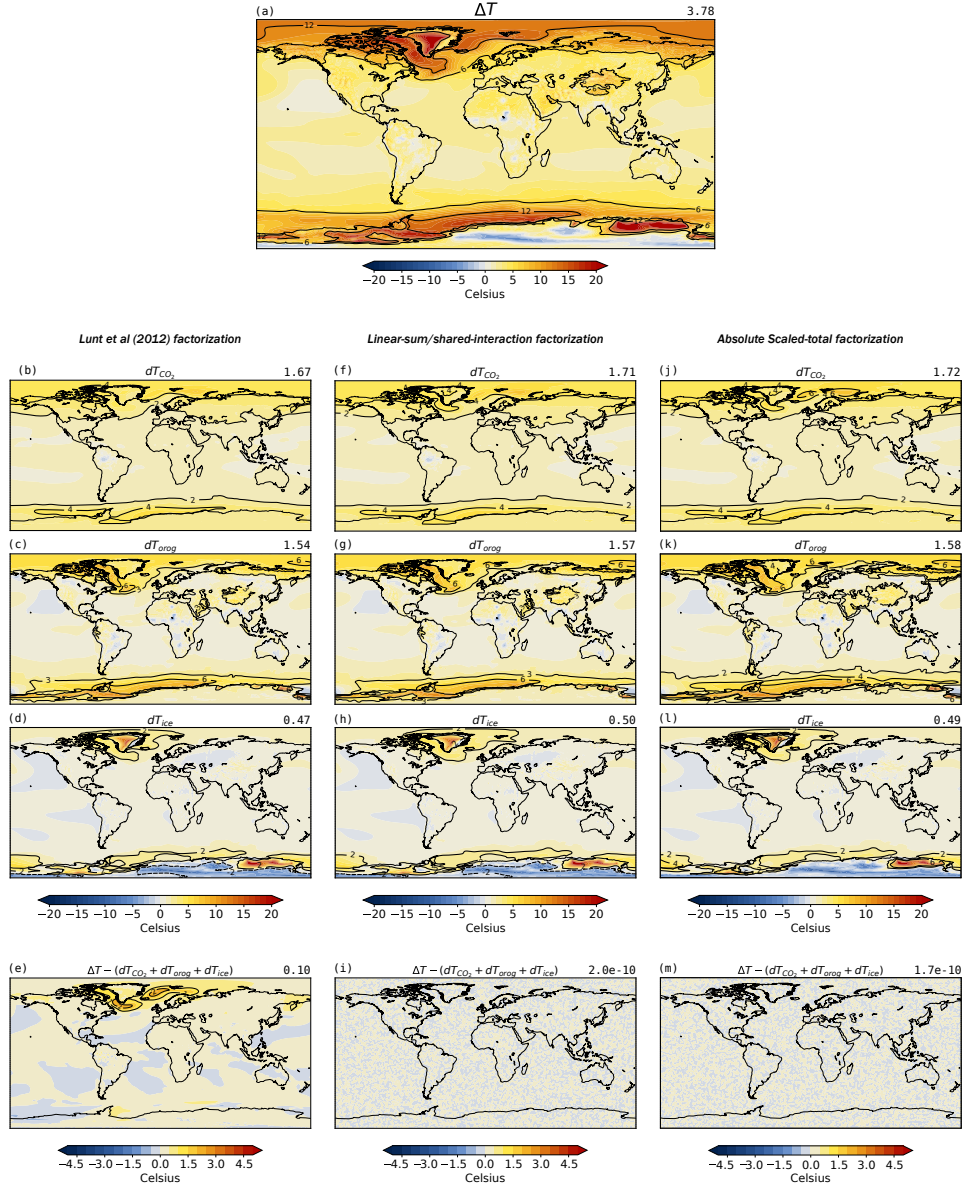 (a) ΔT 3.78
12
6
12
6
12
6
12
6
−20 −15 −10 −5 0 5 10 15 20
Celsius
Lunt et al (2012) factorization Linear-sum/shared-interaction factorization Absolute Scaled-total factorization
(b) dT_CO₂ 1.67 (f) dT_CO₂ 1.71 (j) dT_CO₂ 1.72
2 2 2
2 2 2
4 4 4
4 4 4
(c) dT_orog 1.54 (g) dT_orog 1.57 (k) dT_orog 1.58
6 6 6
3 3 2
6 6 4
(d) dT_ice 0.47 (h) dT_ice 0.50 (l) dT_ice 0.49
2 2 2
−20 −15 −10 −5 0 5 10 15 20 −20 −15 −10 −5 0 5 10 15 20 −20 −15 −10 −5 0 5 10 15 20
Celsius Celsius Celsius
(e) ΔT − (dT_CO₂ + dT_orog + dT_ice) 0.10 (i) ΔT − (dT_CO₂ + dT_orog + dT_ice) 2.0e-10 (m) ΔT − (dT_CO₂ + dT_orog + dT_ice) 1.7e-10
−4.5 −3.0 −1.5 0.0 1.5 3.0 4.5 −4.5 −3.0 −1.5 0.0 1.5 3.0 4.5 −4.5 −3.0 −1.5 0.0 1.5 3.0 4.5
Celsius Celsius Celsius